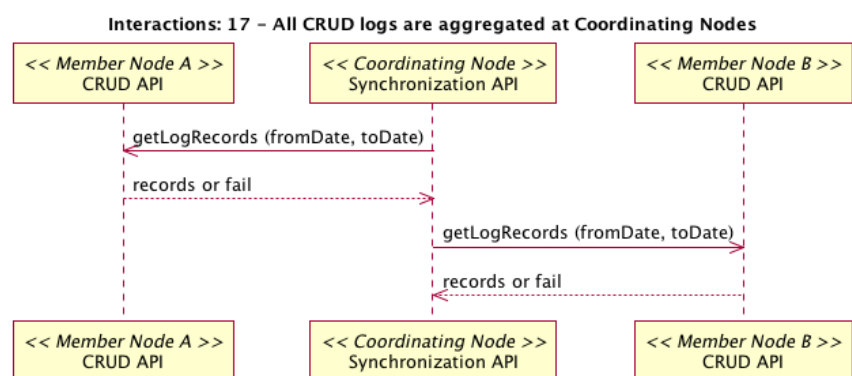 Interactions: 17 – All CRUD logs are aggregated at Coordinating Nodes
<< Member Node A >>
CRUD API
<< Coordinating Node >>
Synchronization API
<< Member Node B >>
CRUD API
getLogRecords (fromDate, toDate)
records or fail
getLogRecords (fromDate, toDate)
records or fail
<< Member Node A >>
CRUD API
<< Coordinating Node >>
Synchronization API
<< Member Node B >>
CRUD API